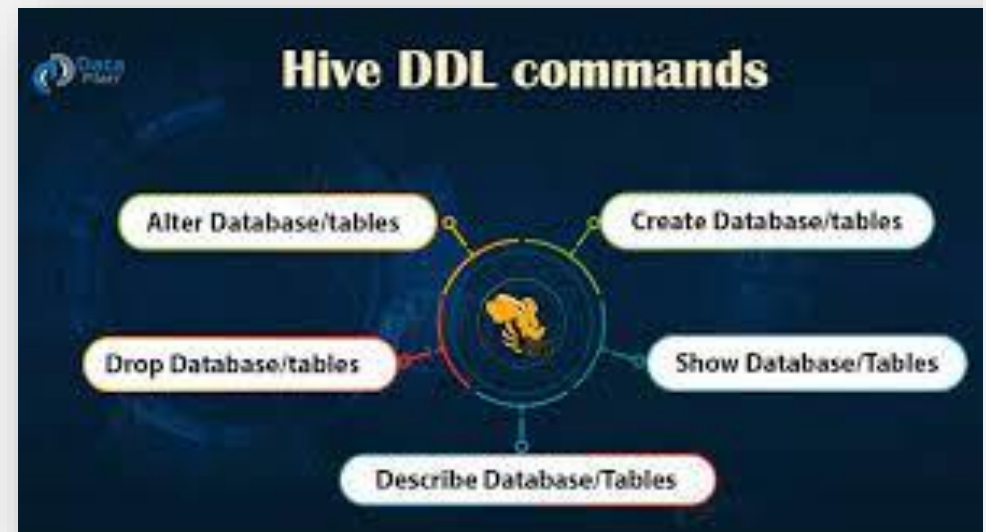 Data
Flair
Hive DDL commands
Alter Database/tables
Create Database/tables
Drop Database/tables
Show Database/Tables
Describe Database/Tables